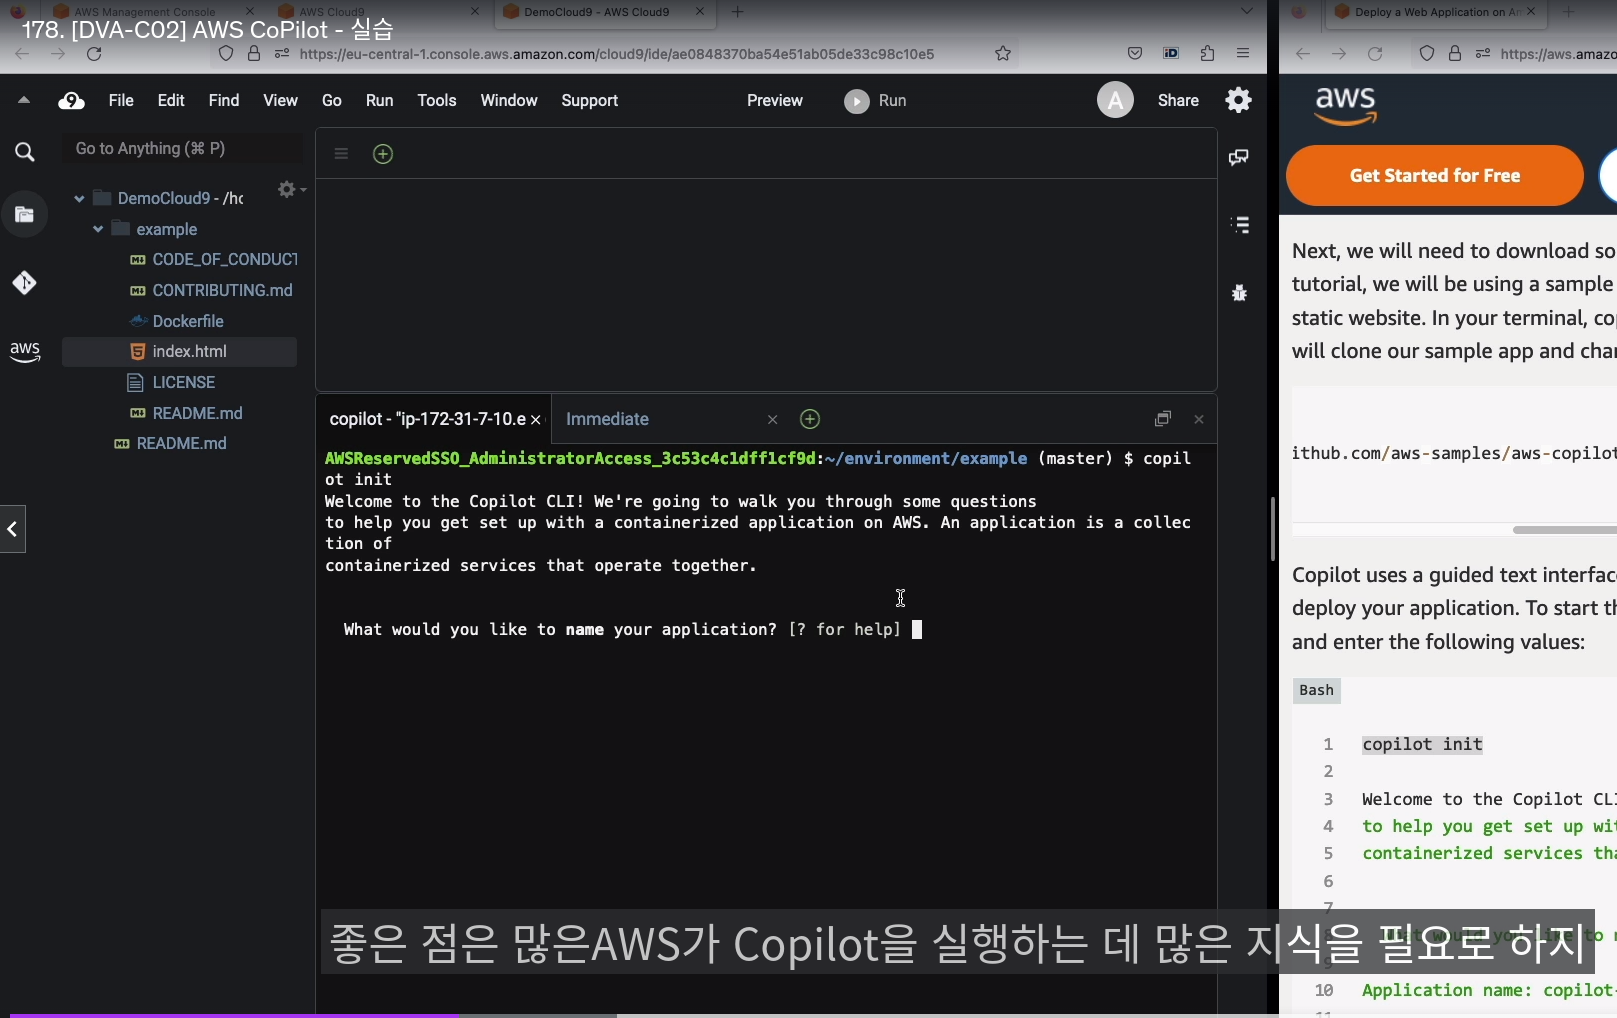 AWS Management Console
AWS Cloud9
DemoCloud9 - AWS Cloud9
Deploy a Web Application on Am
178. [DVA-C02] AWS CoPilot - 실습
https://eu-central-1.console.aws.amazon.com/cloud9/ide/ae0848370ba54e51ab05de33c98c10e5
https://aws.amazo
9 File Edit Find View Go Run Tools Window Support Preview Run A Share
Go to Anything (⌘ P)
DemoCloud9 - /hc
example
CODE_OF_CONDUCT
CONTRIBUTING.md
Dockerfile
index.html
LICENSE
README.md
README.md
aws
copilot - "ip-172-31-7-10.e
Immediate
AWSReservedSSO_AdministratorAccess_3c53c4c1dff1cf9d:~/environment/example (master) $ copil
ot init
Welcome to the Copilot CLI! We're going to walk you through some questions
to help you get set up with a containerized application on AWS. An application is a collec
tion of
containerized services that operate together.
What would you like to name your application? [? for help]
aws
Get Started for Free
Next, we will need to download so
tutorial, we will be using a sample
static website. In your terminal, co
will clone our sample app and cha
ithub.com/aws-samples/aws-copilot
Copilot uses a guided text interfac
deploy your application. To start th
and enter the following values:
Bash
1 copilot init
2
3 Welcome to the Copilot CLI
4 to help you get set up wit
5 containerized services tha
6
7
9
10 Application name: copilot-
11
좋은 점은 많은AWS가 Copilot을 실행하는 데 많은 지식을 필요로 하지